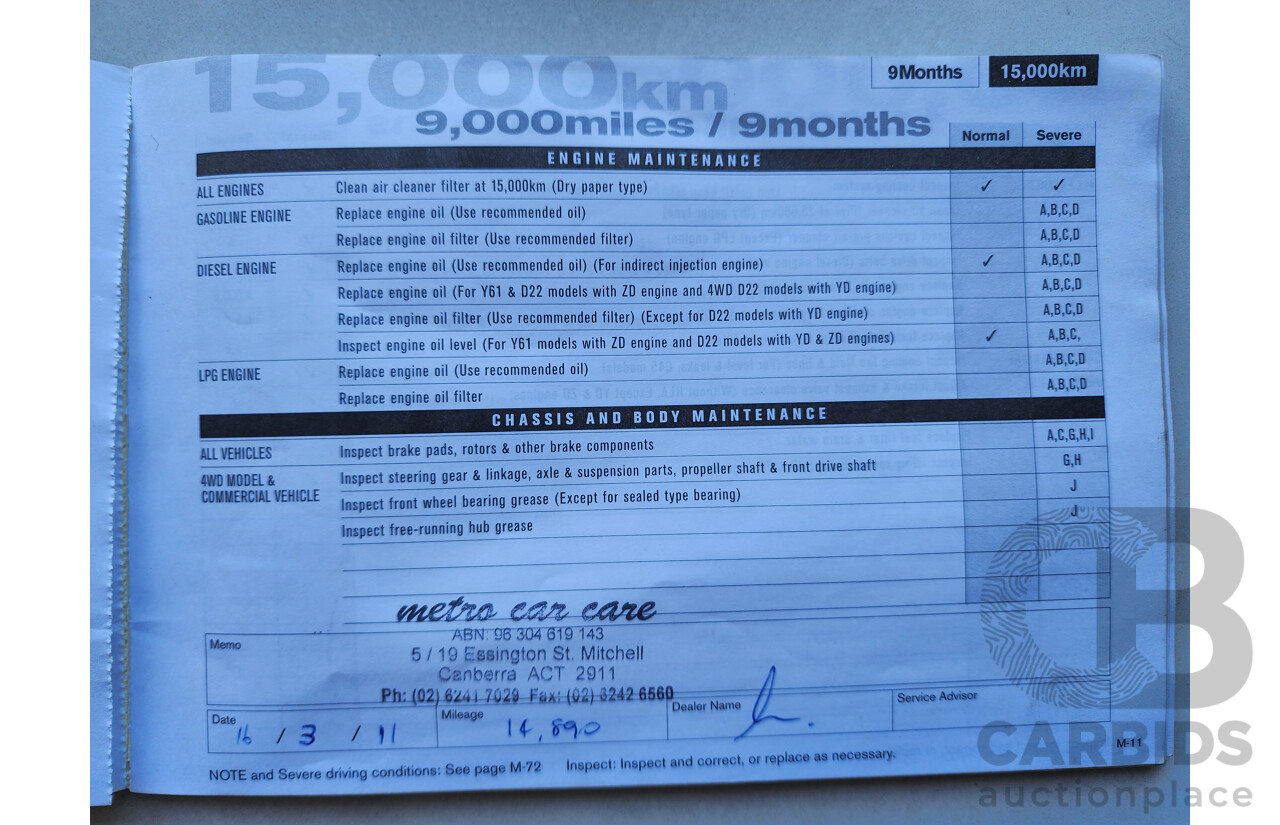 15,000km
9Months 15,000km
9,000miles / 9months
Normal Severe
ENGINE MAINTENANCE
ALL ENGINES Clean air cleaner filter at 15,000km (Dry paper type) ✓ ✓
GASOLINE ENGINE Replace engine oil (Use recommended oil) A,B,C,D
Replace engine oil filter (Use recommended filter) A,B,C,D
DIESEL ENGINE Replace engine oil (Use recommended oil) (For indirect injection engine) ✓ A,B,C,D
Replace engine oil (For Y61 & D22 models with ZD engine and 4WD D22 models with YD engine) A,B,C,D
Replace engine oil filter (Use recommended filter) (Except for D22 models with YD engine) A,B,C,D
Inspect engine oil level (For Y61 models with ZD engine and D22 models with YD & ZD engines) ✓ A,B,C,
LPG ENGINE Replace engine oil (Use recommended oil) A,B,C,D
Replace engine oil filter A,B,C,D
CHASSIS AND BODY MAINTENANCE
ALL VEHICLES Inspect brake pads, rotors & other brake components A,C,G,H,I
4WD MODEL & COMMERCIAL VEHICLE Inspect steering gear & linkage, axle & suspension parts, propeller shaft & front drive shaft G,H
Inspect front wheel bearing grease (Except for sealed type bearing) J
Inspect free-running hub grease J
metro car care
Memo
ABN: 96 304 619 143
5 / 19 Essington St. Mitchell
Canberra ACT 2911
Ph: (02) 6241 7029 Fax: (02) 6242 6560
Date 16 / 3 / 11 Mileage 14,890 Dealer Name Service Advisor
NOTE and Severe driving conditions: See page M-72 Inspect: Inspect and correct, or replace as necessary.
M-11
CB
CARBIDS
auctionplace